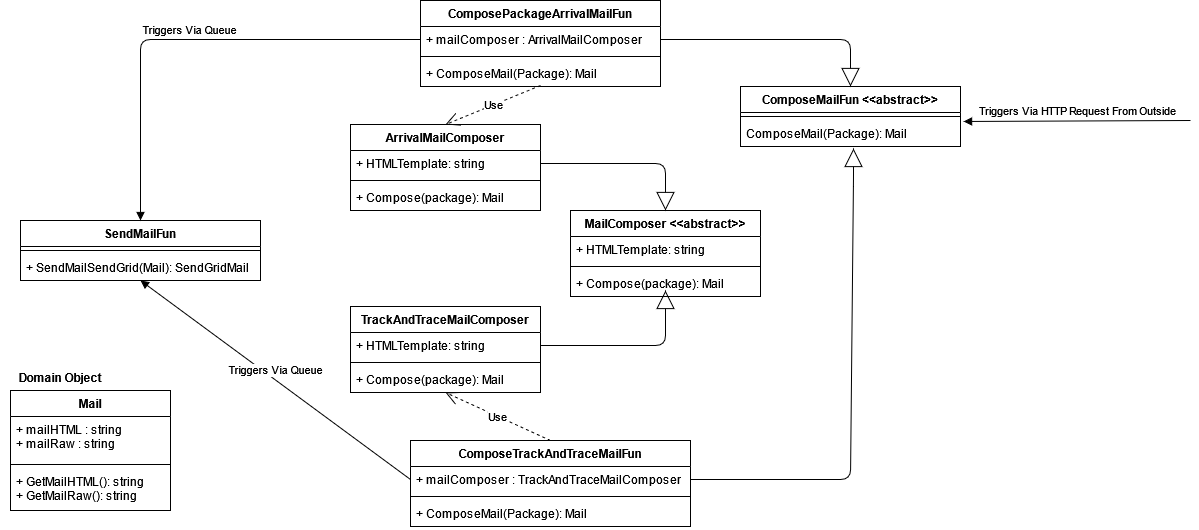 ComposePackageArrivalMailFun
+ mailComposer : ArrivalMailComposer
+ ComposeMail(Package): Mail
Triggers Via Queue
Use
ComposeMailFun <<abstract>>
ComposeMail(Package): Mail
Triggers Via HTTP Request From Outside
ArrivalMailComposer
+ HTMLTemplate: string
+ Compose(package): Mail
MailComposer <<abstract>>
+ HTMLTemplate: string
+ Compose(package): Mail
SendMailFun
+ SendMailSendGrid(Mail): SendGridMail
TrackAndTraceMailComposer
+ HTMLTemplate: string
+ Compose(package): Mail
Triggers Via Queue
Use
Domain Object
Mail
+ mailHTML : string
+ mailRaw : string
+ GetMailHTML(): string
+ GetMailRaw(): string
ComposeTrackAndTraceMailFun
+ mailComposer : TrackAndTraceMailComposer
+ ComposeMail(Package): Mail